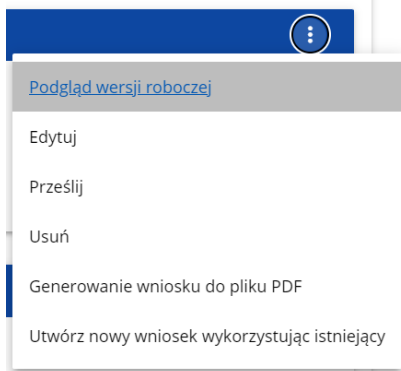 Podgląd wersji roboczej
Edytuj
Prześlij
Usuń
Generowanie wniosku do pliku PDF
Utwórz nowy wniosek wykorzystując istniejący